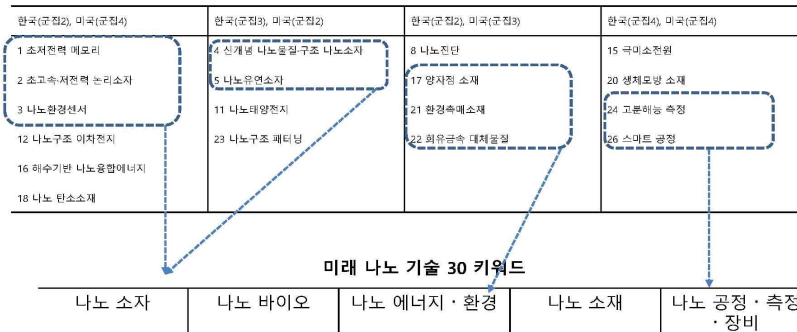 한국(군집2), 미국(군집4)
1 초저전력 메모리
2 초고속·저전력 논리소자
3 나노환경센서
12 나노구조 이차전지
16 해수기반 나노융합에너지
18 나노 탄소소재
한국(군집3), 미국(군집2)
4 신개념 나노물질·구조 나노소자
5 나노유연소자
11 나노태양전지
23 나노구조 패터닝
한국(군집2), 미국(군집3)
8 나노진단
17 양자점 소재
21 환경촉매소재
22 희유금속 대체물질
한국(군집4), 미국(군집4)
15 극미소전원
20 생체모방 소재
24 고분해능 측정
26 스마트 공정
미래 나노 기술 30 키워드
나노 소자
나노 바이오
나노 에너지 · 환경
나노 소재
나노 공정 · 측정
· 장비